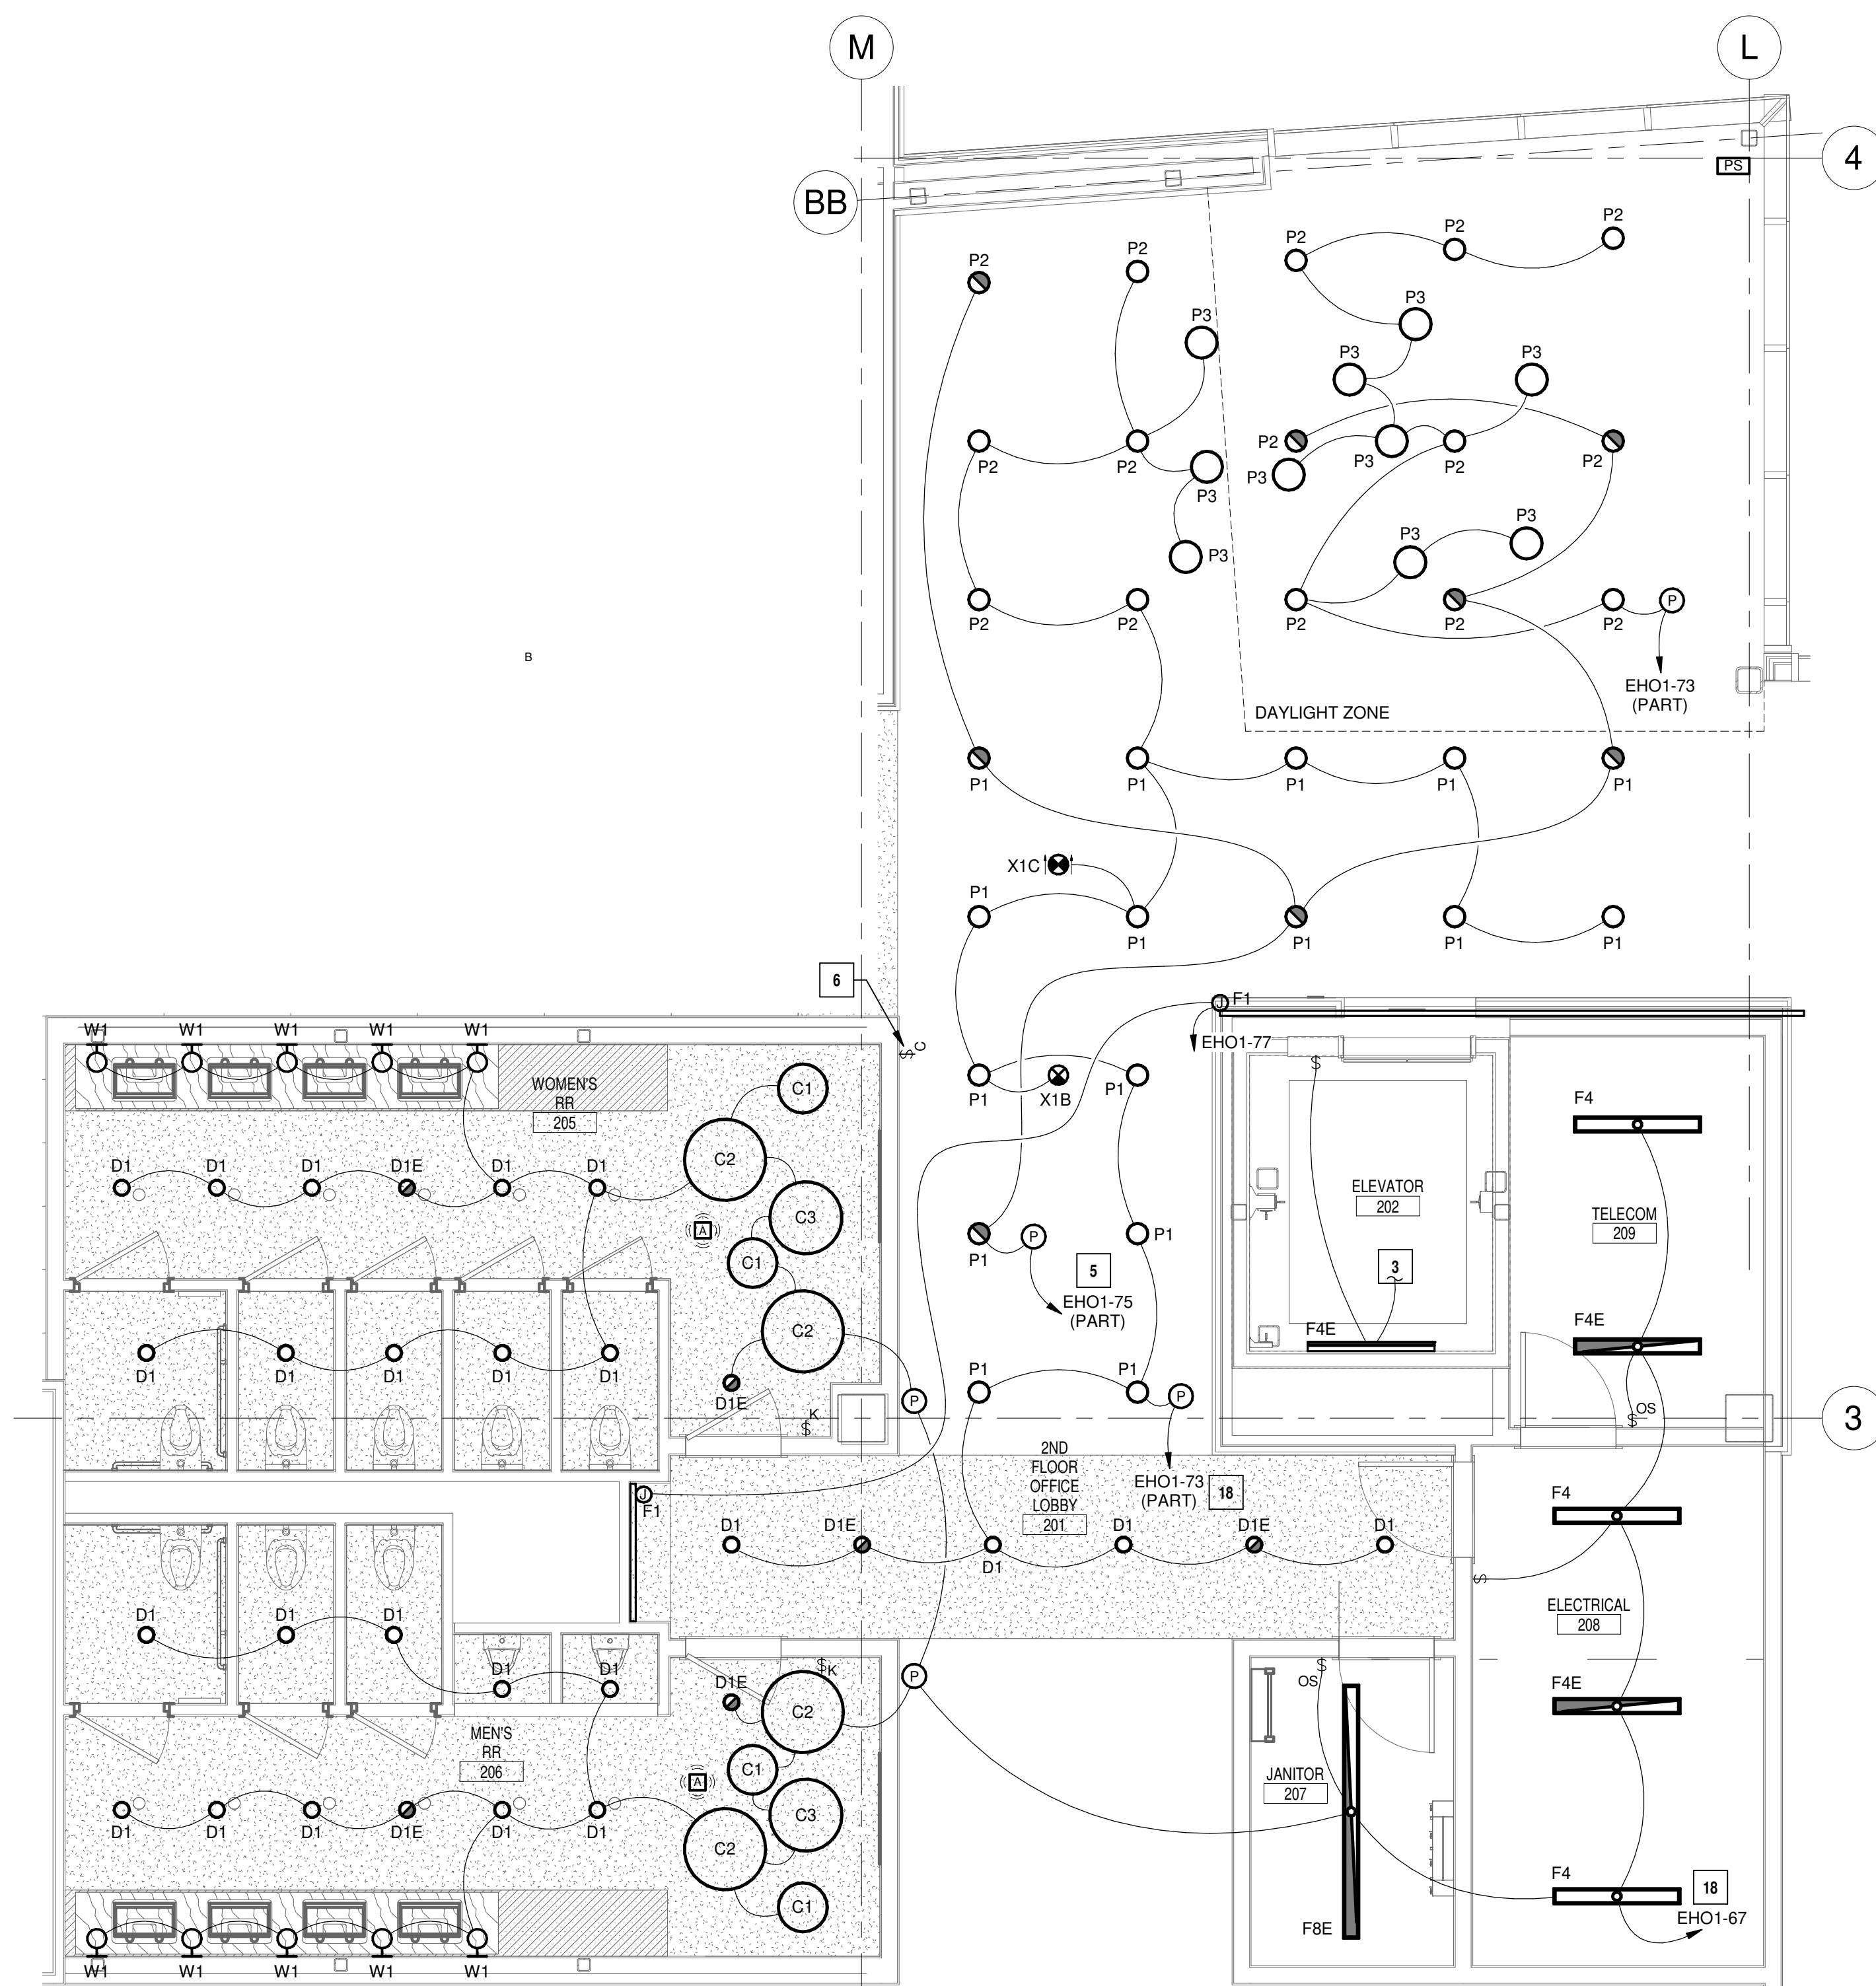 M
L
4
PS
BB
P2
P2
P2
P2
P2
P3
P3
P3
P3
P2
P2
P2
P3
P2
P2
P3
P3
P3
P3
P3
P3
P2
P2
P2
P2
P2
P
B
EHO1-73
(PART)
DAYLIGHT ZONE
P1
P1
P1
P1
P1
X1C
P1
P1
P1
P1
P1
6
$C
J
F1
EHO1-77
W1
W1
W1
W1
W1
WOMEN'S
RR
205
C1
P1
X1B
P1
$
F4
C2
D1
D1
D1
D1E
D1
D1
C3
A
C1
ELEVATOR
202
TELECOM
209
P1
P
P1
5
3
EHO1-75
(PART)
C2
F4E
F4E
D1
D1
D1
D1
D1
D1E
P
P1
P1
P
$K
$OS
3
2ND
FLOOR
OFFICE
LOBBY
201
EHO1-73
(PART)
18
J
F1
F4
D1
D1E
D1
D1
D1E
D1
$
ELECTRICAL
208
D1
D1
D1
D1
D1
$K
D1E
P
$
OS
C2
F4E
MEN'S
RR
206
A
C1
JANITOR
207
C3
D1
D1
D1
D1E
D1
D1
C2
C1
F4
18
EHO1-67
F8E
W1
W1
W1
W1
W1